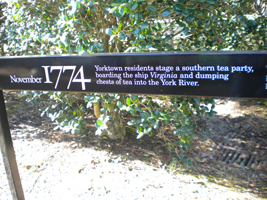 November 1774
Yorktown residents stage a southern tea party,
boarding the ship Virginia and dumping
chests of tea into the York River.